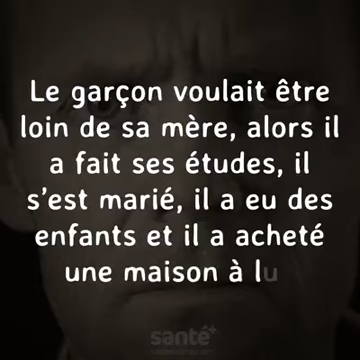 Le garçon voulait être
loin de sa mère, alors il
a fait ses études, il
s'est marié, il a eu des
enfants et il a acheté
une maison à lu
santé+